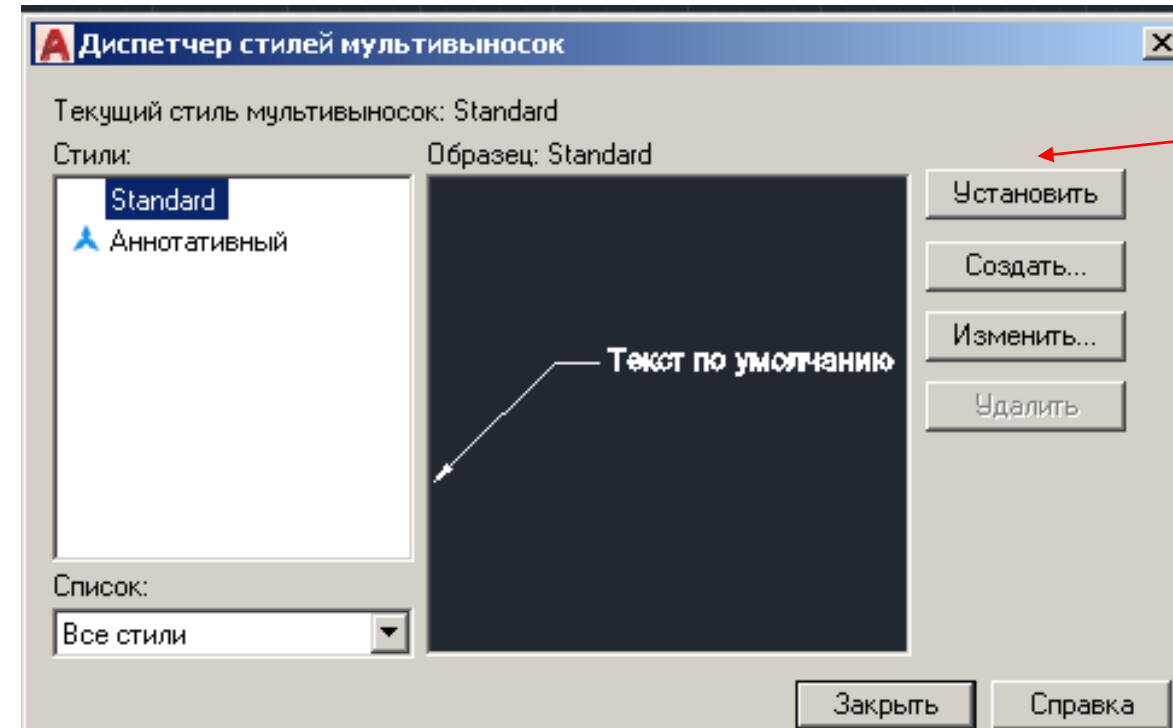 Диспетчер стилей мультивыносок
Текущий стиль мультивыносок: Standard
Стили:
Образец: Standard
Standard
Аннотативный
Текст по умолчанию
Установить
Создать...
Изменить...
Удалить
Список:
Все стили
Закрыть
Справка